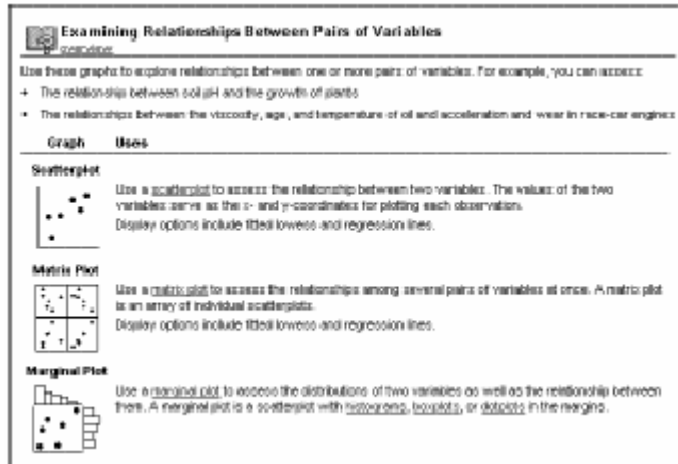 Examining Relationships Between Pairs of Variables
overview
Use these graphs to explore relationships between one or more pairs of variables. For example, you can assess:
• The relationship between soil pH and the growth of plants
• The relationships between the viscosity, age, and temperature of oil and acceleration and wear in race-car engines
Graph Uses
Scatterplot
Use a scatterplot to assess the relationship between two variables. The values of the two
variables serve as the x- and y-coordinates for plotting each observation.
Display options include fitted lowess and regression lines.
Matrix Plot
Use a matrix plot to assess the relationships among several pairs of variables at once. A matrix plot
is an array of individual scatterplots.
Display options include fitted lowess and regression lines.
Marginal Plot
Use a marginal plot to assess the distributions of two variables as well as the relationship between
them. A marginal plot is a scatterplot with histograms, boxplots, or dotplots in the margins.